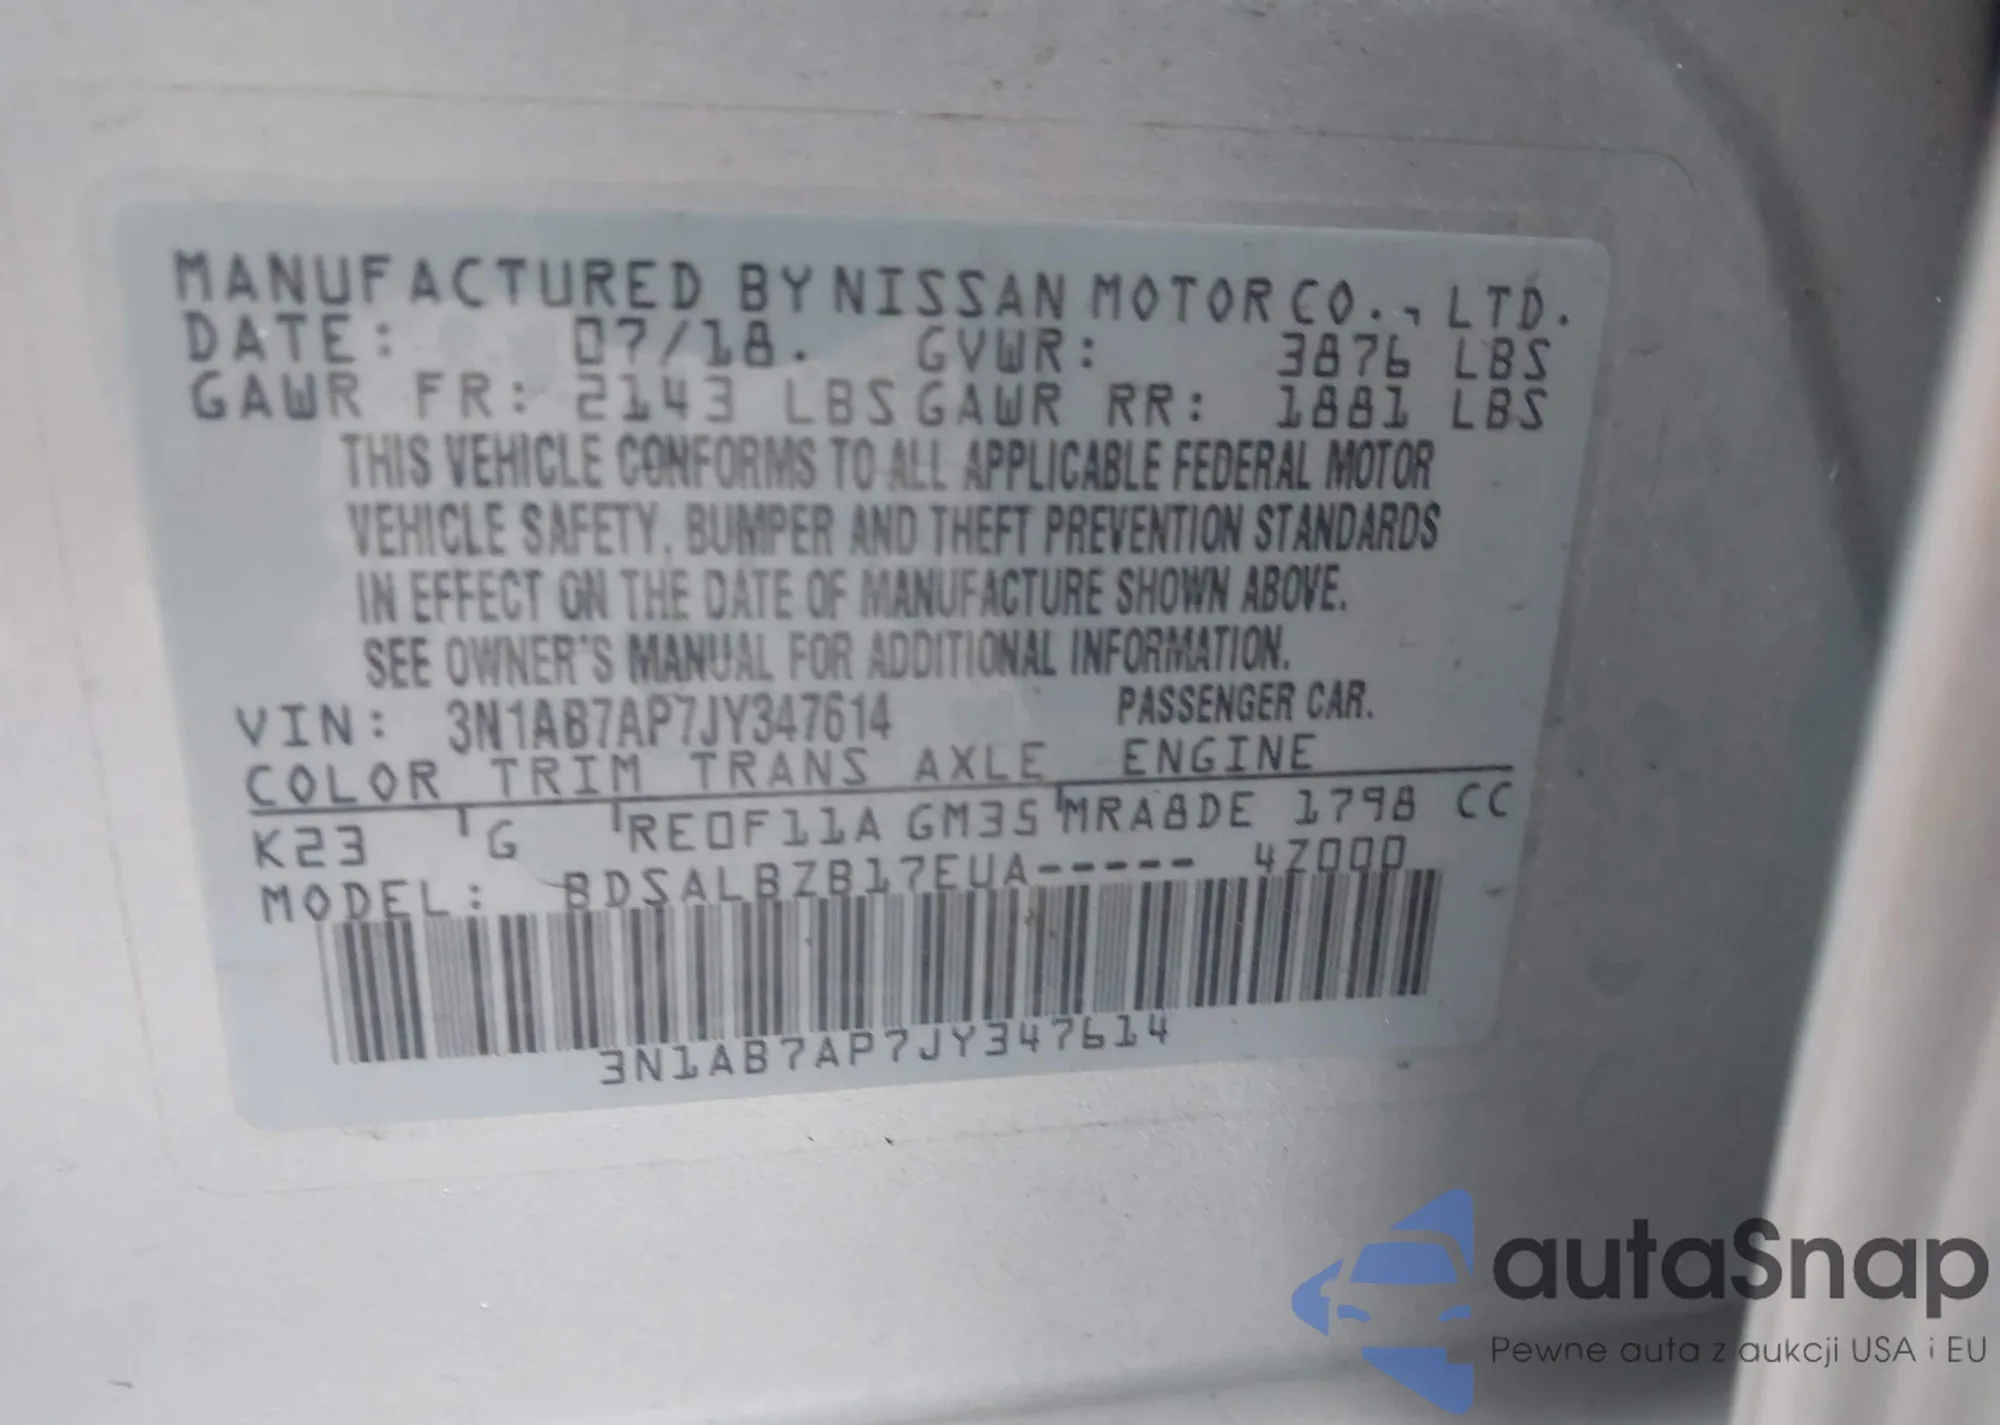 MANUFACTURED BY NISSAN MOTOR CO., LTD.
DATE: 07/18. GVWR: 3876 LBS
GAWR FR: 2143 LBS GAWR RR: 1881 LBS
THIS VEHICLE CONFORMS TO ALL APPLICABLE FEDERAL MOTOR
VEHICLE SAFETY, BUMPER AND THEFT PREVENTION STANDARDS
IN EFFECT ON THE DATE OF MANUFACTURE SHOWN ABOVE.
SEE OWNER'S MANUAL FOR ADDITIONAL INFORMATION.
VIN: 3N1AB7AP7JY347614 PASSENGER CAR.
COLOR TRIM TRANS AXLE ENGINE
K23 G RE0F11A GM35 MRA8DE 1798 CC
MODEL: BDSALBZB17EUA----- 4Z000
3N1AB7AP7JY347614
autaSnap
Pewne auta z aukcji USA i EU